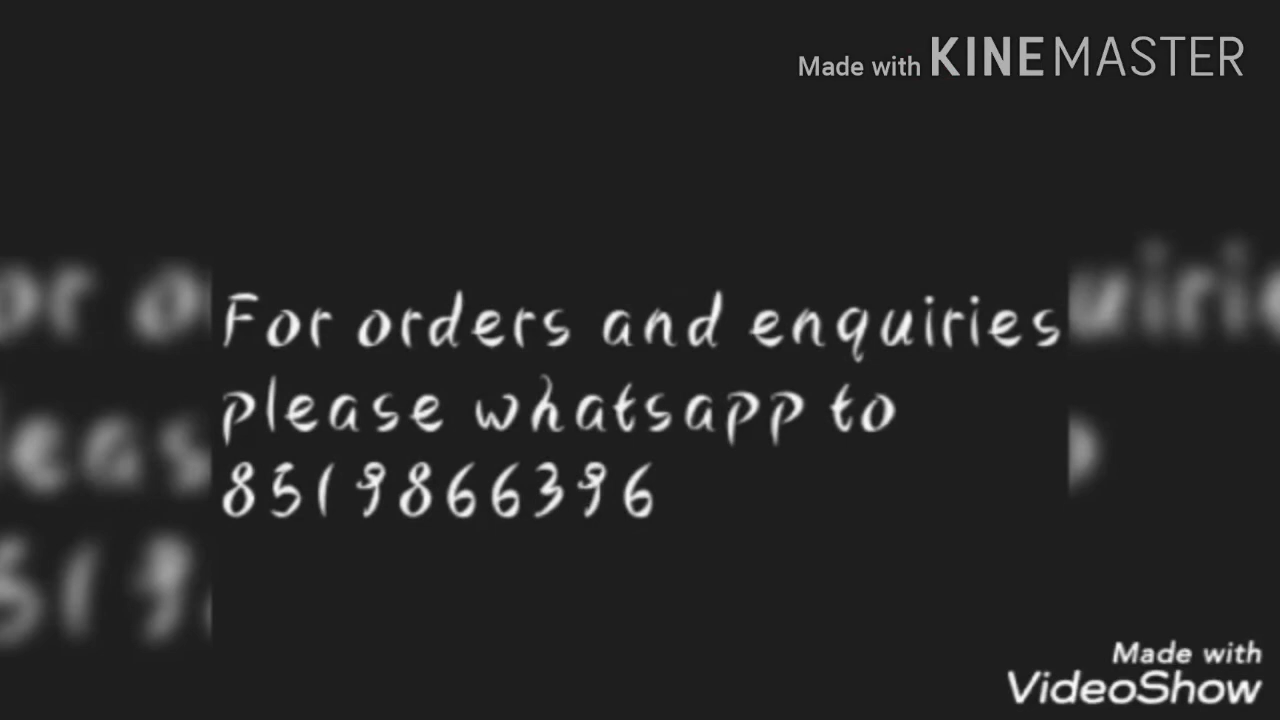 Made with KINEMASTER
For orders and enquiries
please whatsapp to
8519866396
Made with
VideoShow